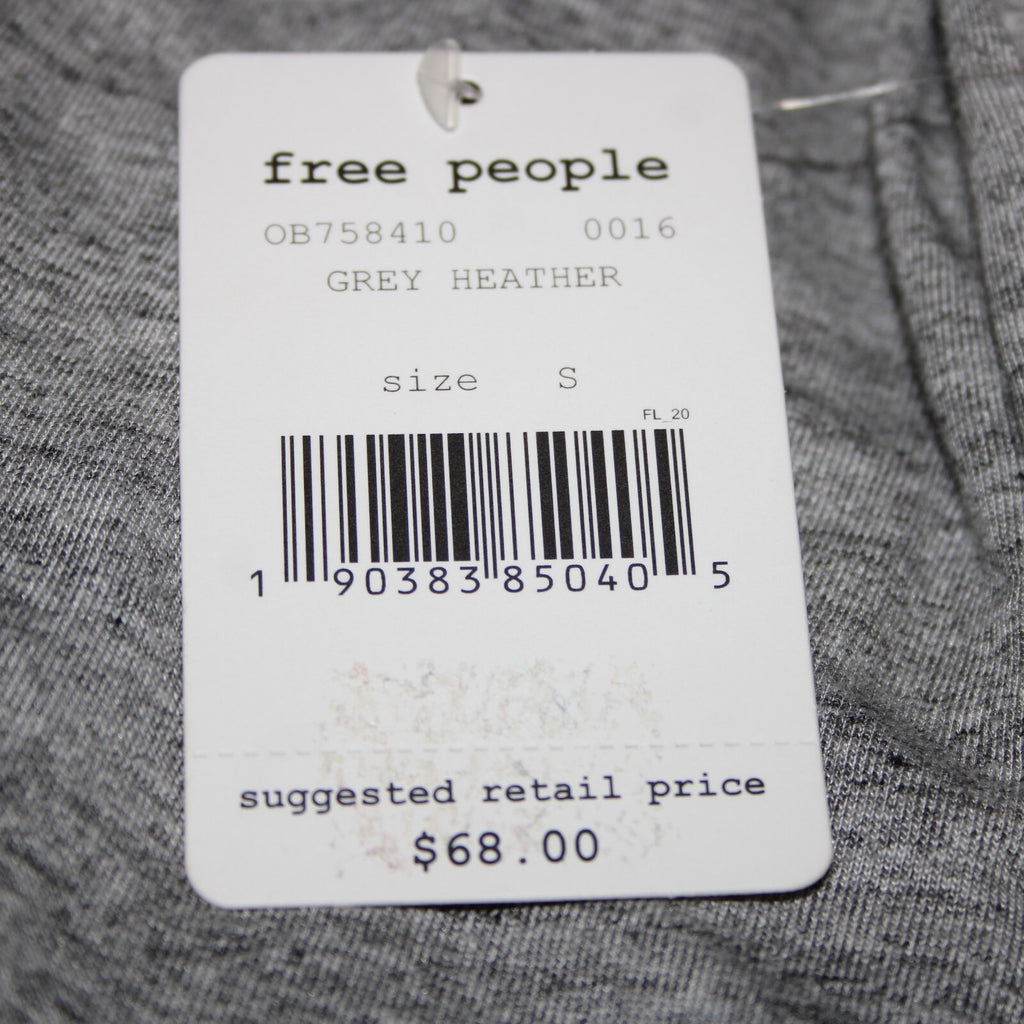 free people
OB758410 0016
GREY HEATHER
size S
FL_20
1 90383 85040 5
suggested retail price
$68.00